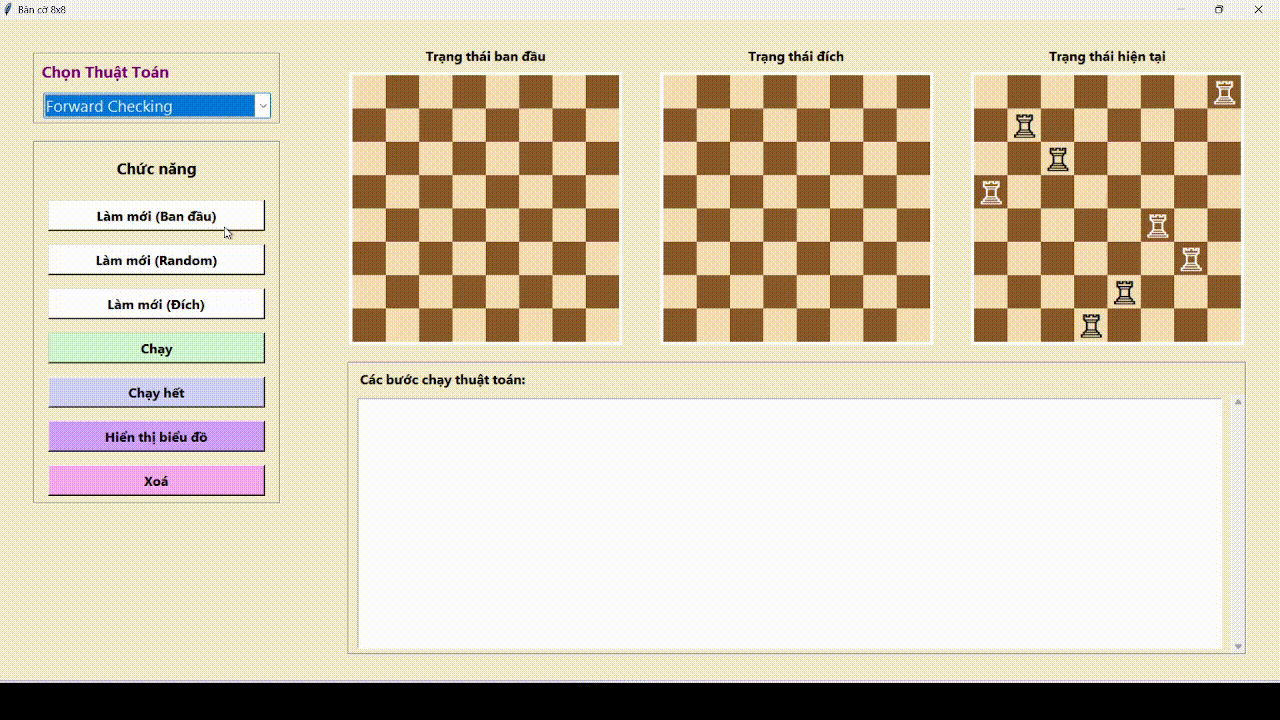 Bàn cờ 8x8
Chọn Thuật Toán
Forward Checking
Chức năng
Làm mới (Ban đầu)
Làm mới (Random)
Làm mới (Đích)
Chạy
Chạy hết
Hiển thị biểu đồ
Xoá
Trạng thái ban đầu
Trạng thái đích
Trạng thái hiện tại
Các bước chạy thuật toán: